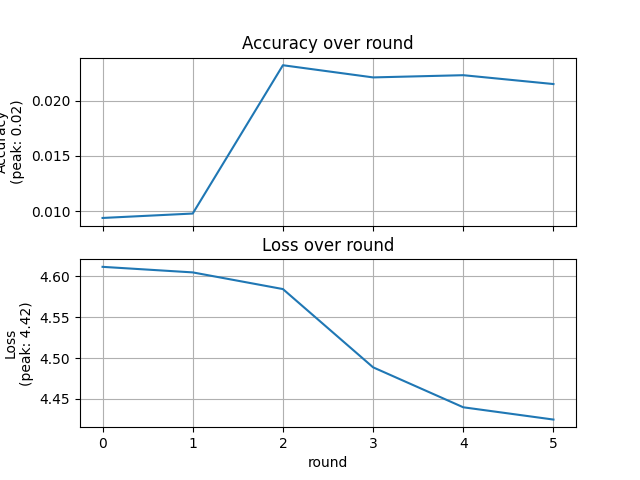 Accuracy over round
Accuracy
(peak: 0.02)
0.020
0.015
0.010
Loss over round
Loss
(peak: 4.42)
4.60
4.55
4.50
4.45
0 1 2 3 4 5
round